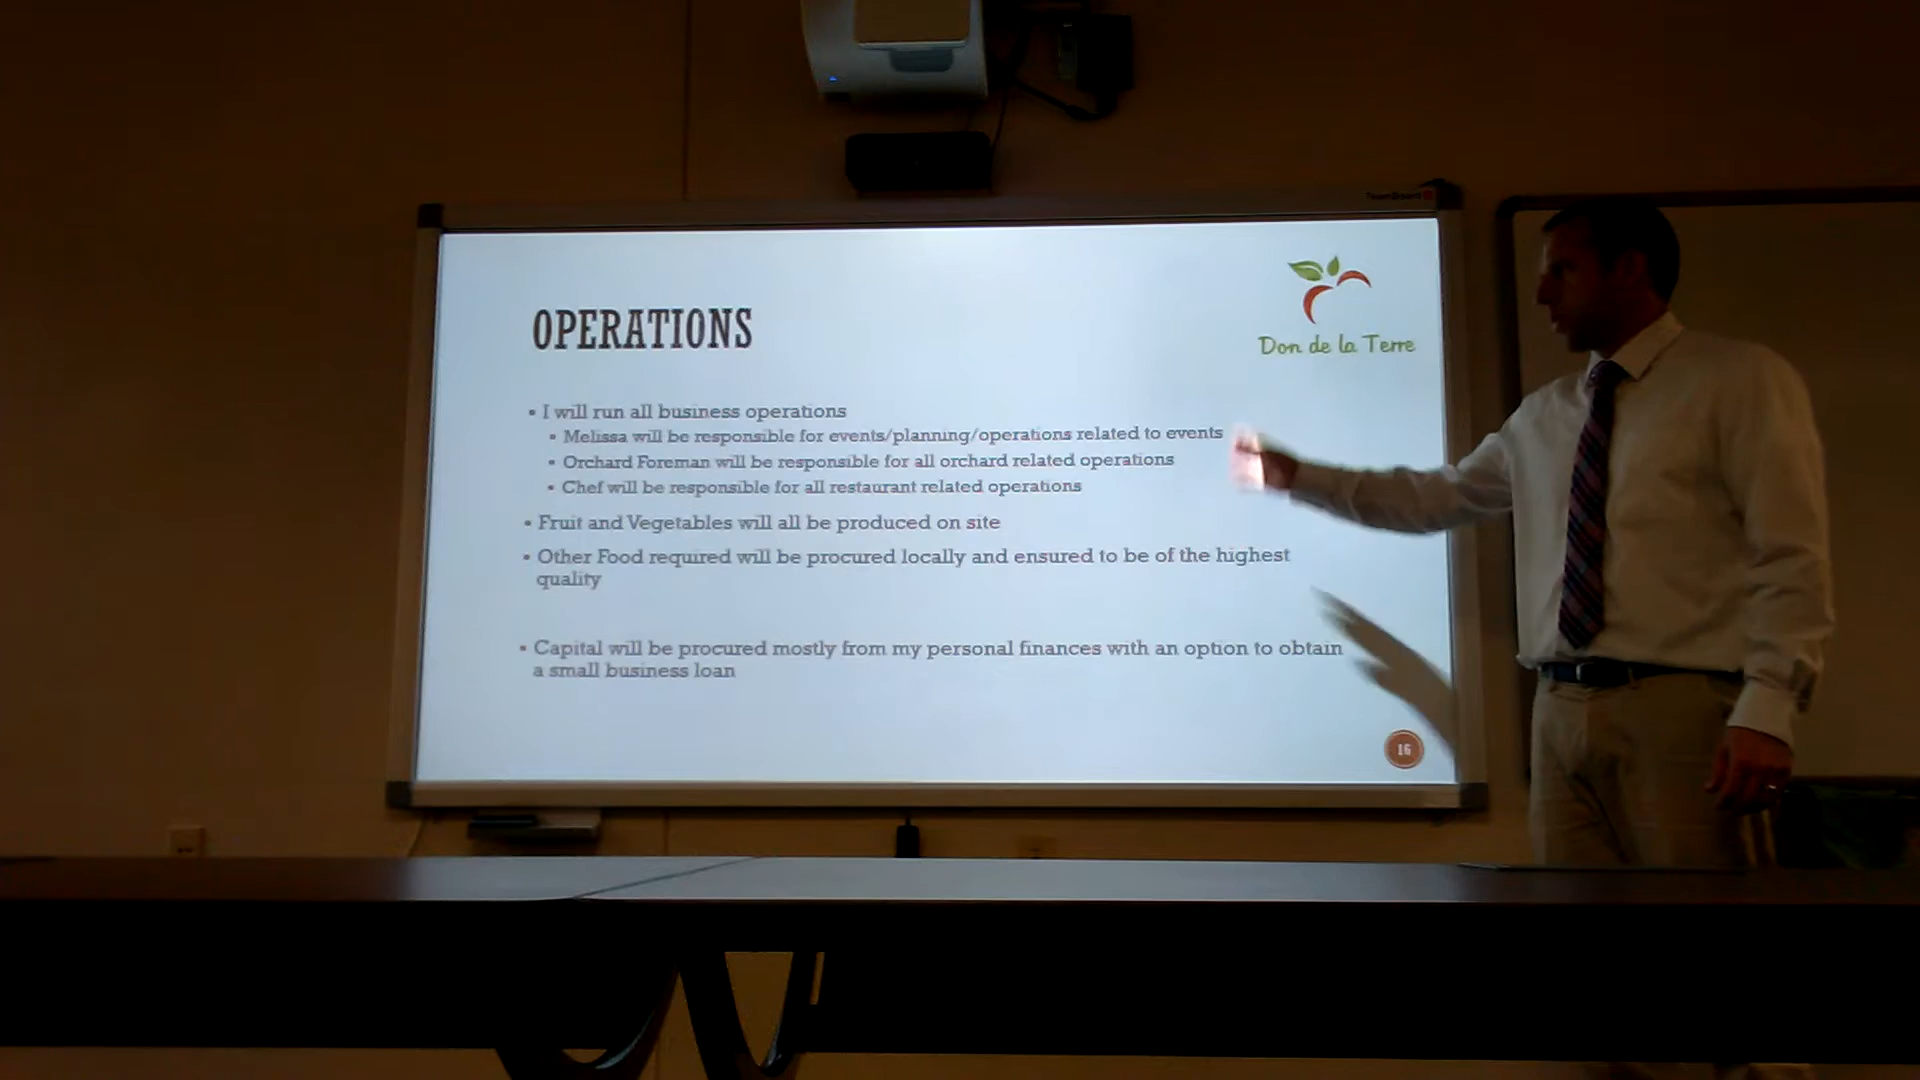 TeamBoard
OPERATIONS
Don de la Terre
• I will run all business operations
• Melissa will be responsible for events/planning/operations related to events
• Orchard Foreman will be responsible for all orchard related operations
• Chef will be responsible for all restaurant related operations
• Fruit and Vegetables will all be produced on site
• Other Food required will be procured locally and ensured to be of the highest
quality
• Capital will be procured mostly from my personal finances with an option to obtain
a small business loan
16